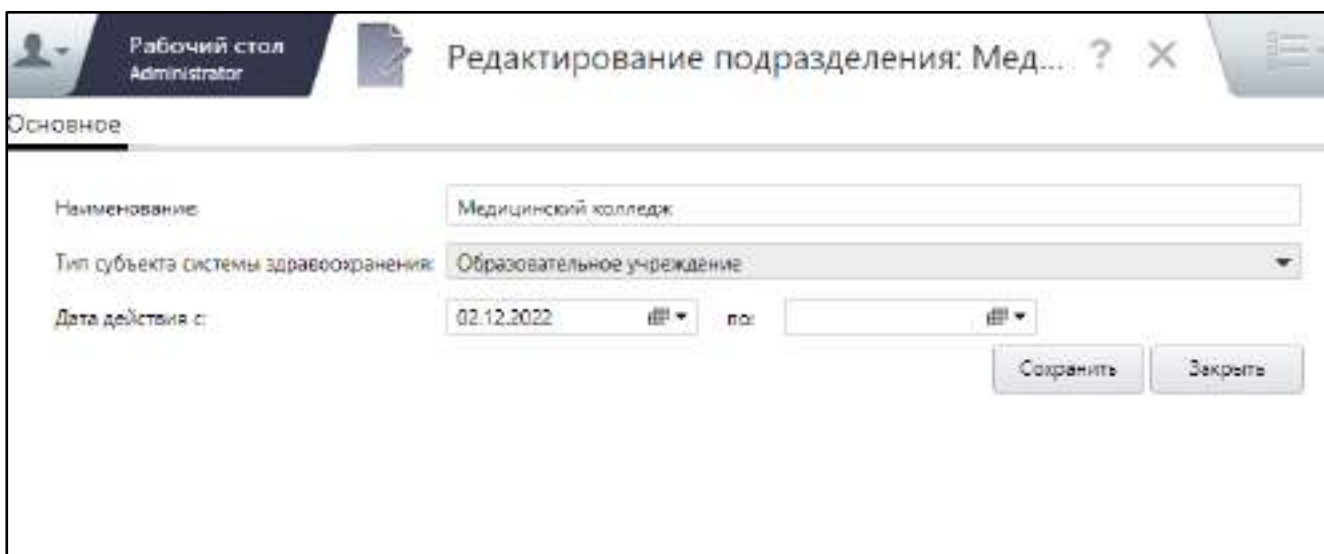 Рабочий стол
Administrator
Редактирование подразделения: Мед... ? ✕
Основное
Наименование: Медицинский колледж
Тип субъекта системы здравоохранения: Образовательное учреждение
Дата действия с: 02.12.2022 по:
Сохранить Закрыть